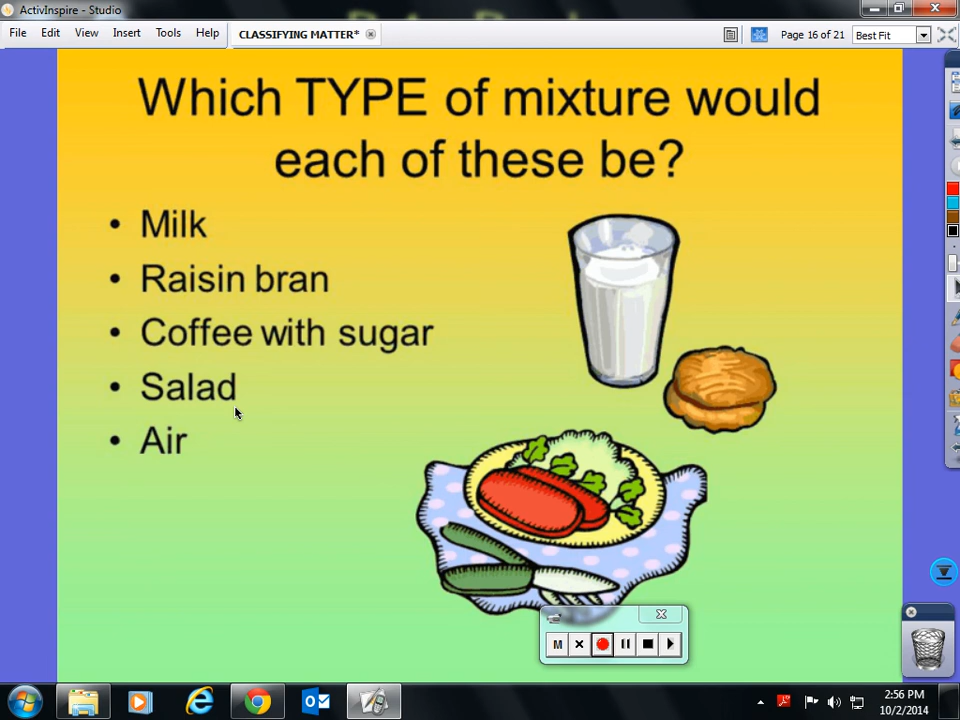 ActivInspire - Studio
File Edit View Insert Tools Help CLASSIFYING MATTER* Page 16 of 21 Best Fit
Which TYPE of mixture would
each of these be?
• Milk
• Raisin bran
• Coffee with sugar
• Salad
• Air
M
2:56 PM
10/2/2014